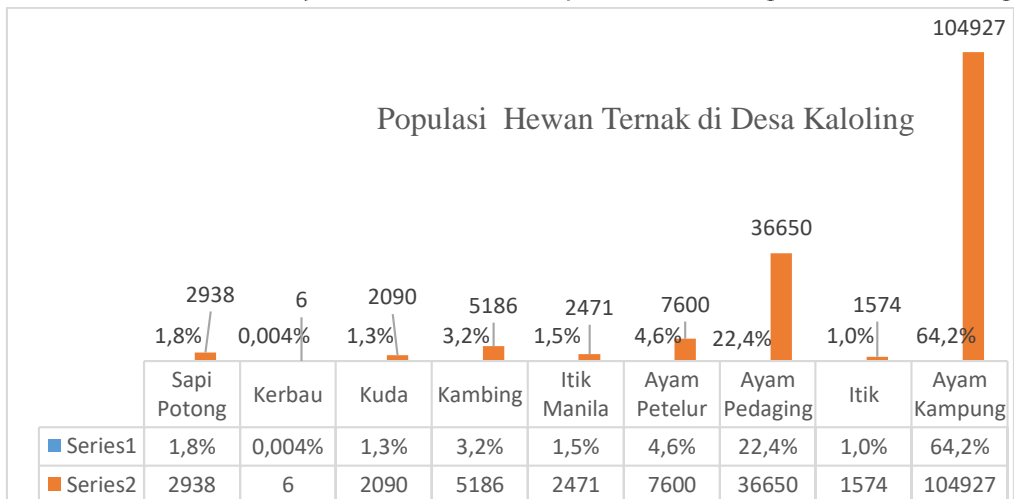 104927
Populasi Hewan Ternak di Desa Kaloling
36650
2938 6 2090 5186 2471 7600 1574
1,8% 0,004% 1,3% 3,2% 1,5% 4,6% 22,4% 1,0% 64,2%
Sapi Potong Kerbau Kuda Kambing Itik Manila Ayam Petelur Ayam Pedaging Itik Ayam Kampung
Series1 1,8% 0,004% 1,3% 3,2% 1,5% 4,6% 22,4% 1,0% 64,2%
Series2 2938 6 2090 5186 2471 7600 36650 1574 104927